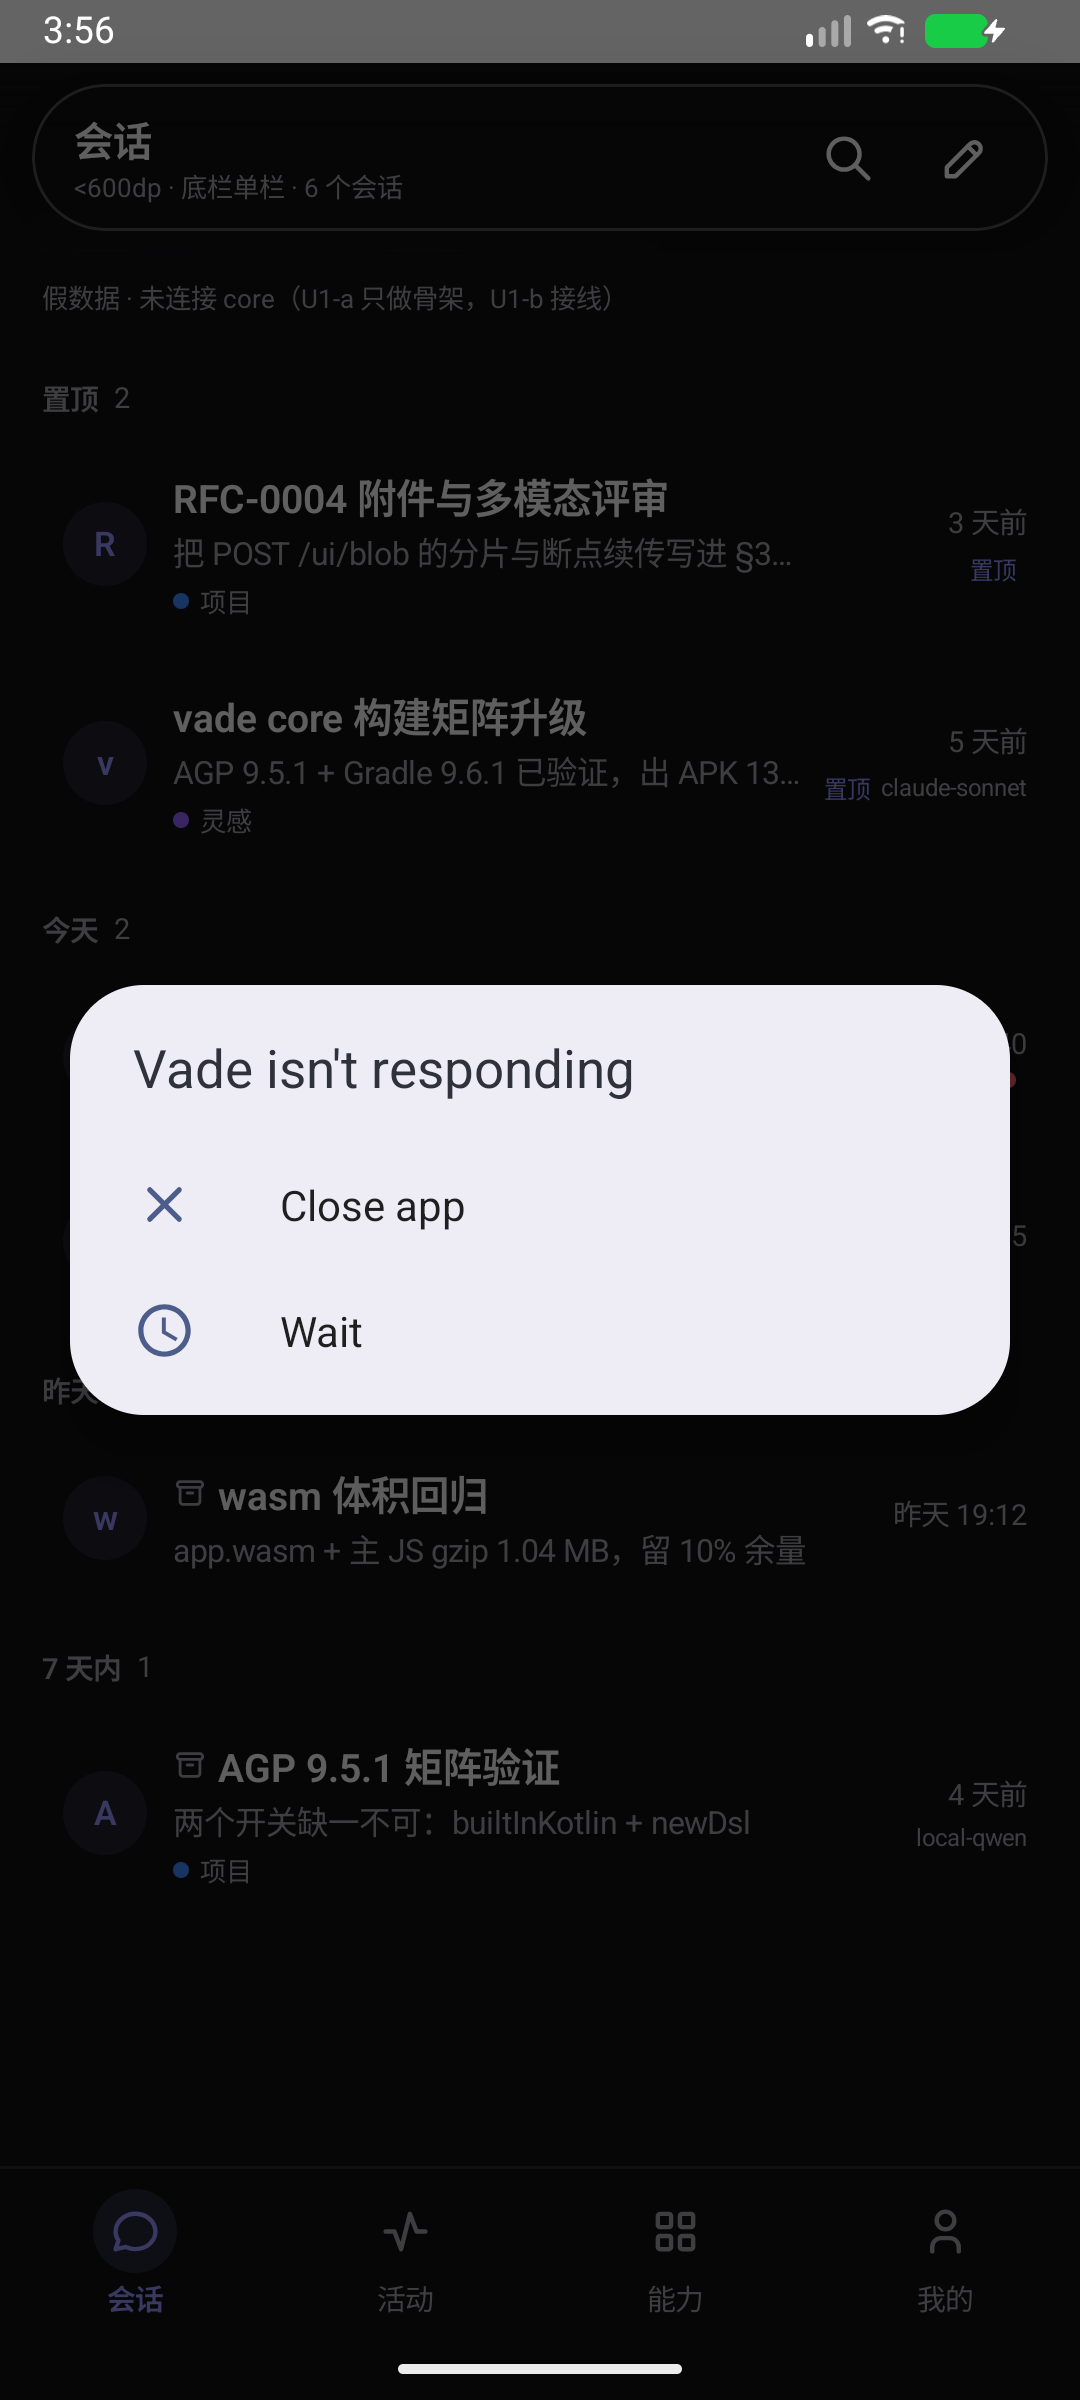 3:56
会话
<600dp · 底栏单栏 · 6 个会话
假数据 · 未连接 core（U1-a 只做骨架，U1-b 接线）
置顶 2
R
RFC-0004 附件与多模态评审
3 天前
把 POST /ui/blob 的分片与断点续传写进 §3…
置顶
项目
v
vade core 构建矩阵升级
5 天前
AGP 9.5.1 + Gradle 9.6.1 已验证，出 APK 13…
置顶 claude-sonnet
灵感
今天 2
0
Vade isn't responding
Close app
5
Wait
昨天
w
wasm 体积回归
昨天 19:12
app.wasm + 主 JS gzip 1.04 MB，留 10% 余量
7 天内 1
A
AGP 9.5.1 矩阵验证
4 天前
两个开关缺一不可：builtInKotlin + newDsl
local-qwen
项目
会话
活动
能力
我的